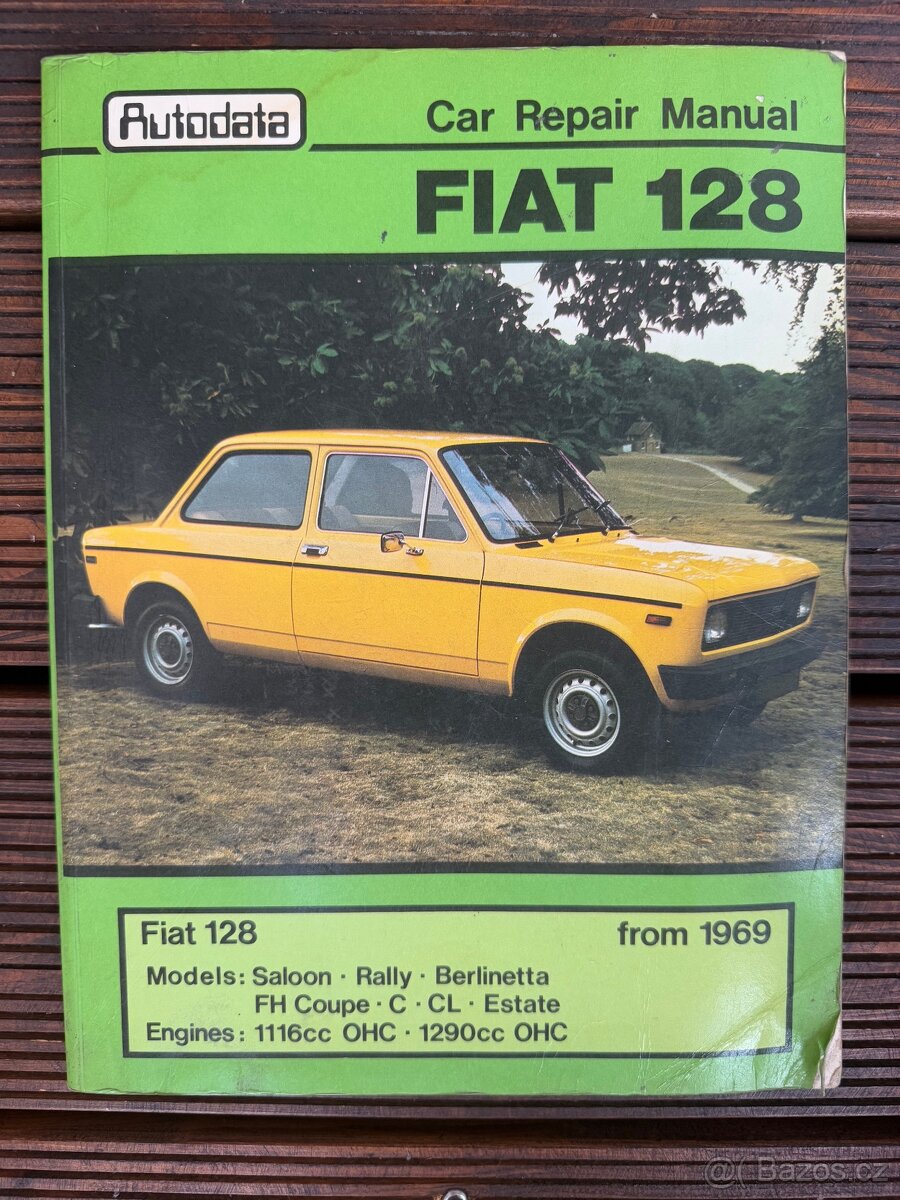 Autodata
Car Repair Manual
FIAT 128
Fiat 128 from 1969
Models: Saloon · Rally · Berlinetta
FH Coupe · C · CL · Estate
Engines: 1116cc OHC · 1290cc OHC
@ Bazos.cz